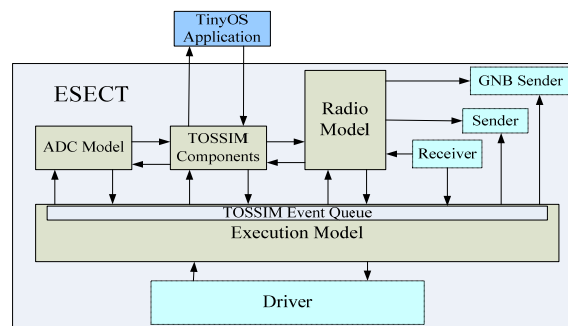 TinyOS
Application
ESECT
GNB Sender
Radio
Model
Sender
ADC Model
TOSSIM
Components
Receiver
TOSSIM Event Queue
Execution Model
Driver